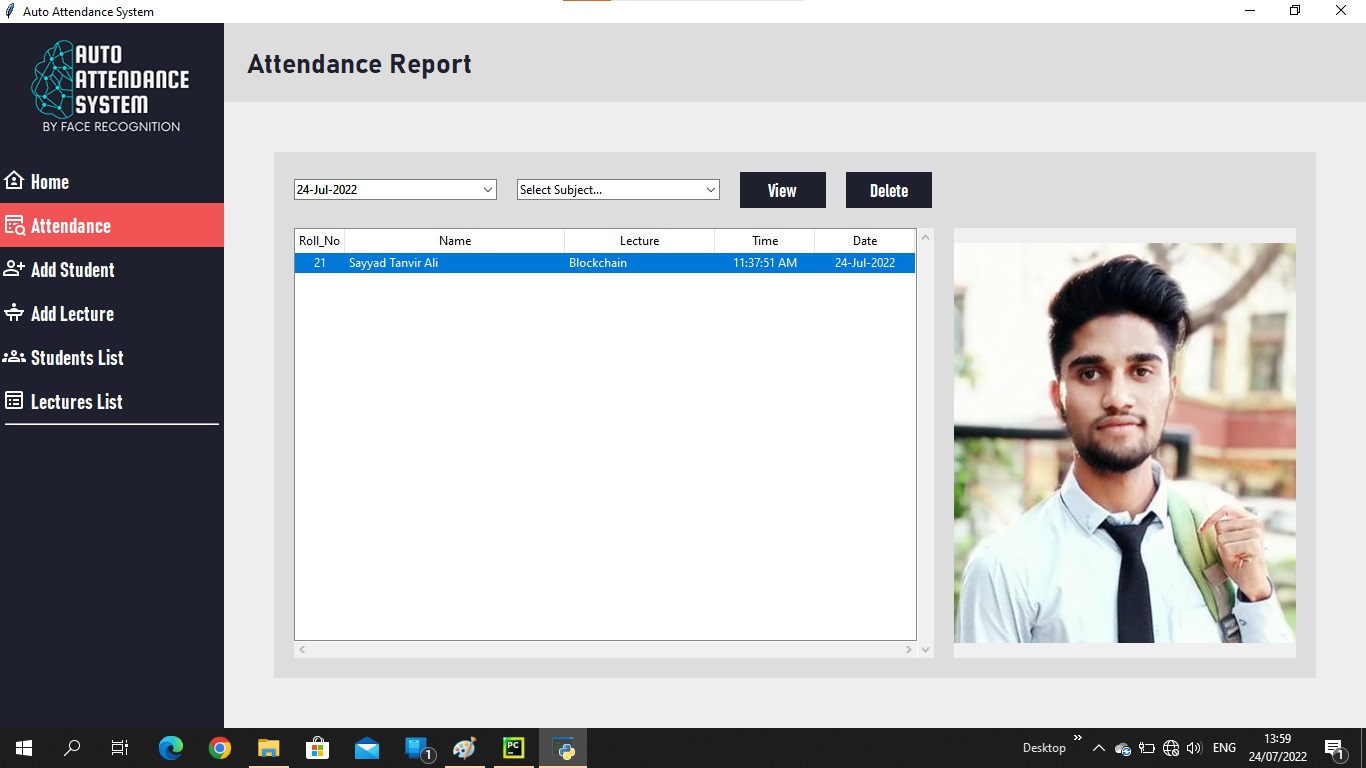 Auto Attendance System
AUTO
ATTENDANCE
SYSTEM
BY FACE RECOGNITION
Home
Attendance
Add Student
Add Lecture
Students List
Lectures List
Attendance Report
24-Jul-2022 Select Subject... View Delete
Roll_No Name Lecture Time Date
21 Sayyad Tanvir Ali Blockchain 11:37:51 AM 24-Jul-2022
1 PC Desktop » ENG 13:59
24/07/2022 1